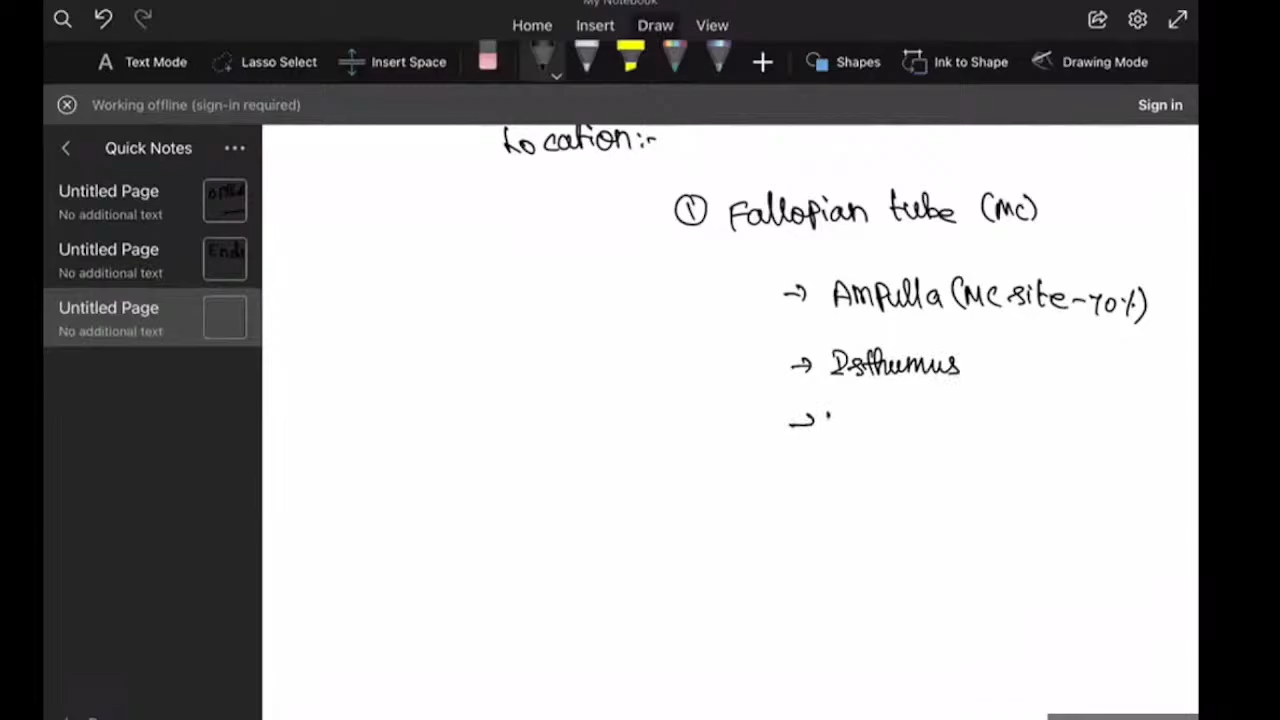 My Notebook
Home Insert Draw View
Text Mode Lasso Select Insert Space Shapes Ink to Shape Drawing Mode
Working offline (sign-in required) Sign in
Quick Notes
Untitled Page
No additional text
Untitled Page
No additional text
Untitled Page
No additional text
Location:-
① Fallopian tube (MC)
→ Ampulla (MC site-70%)
→ Isthumus
→